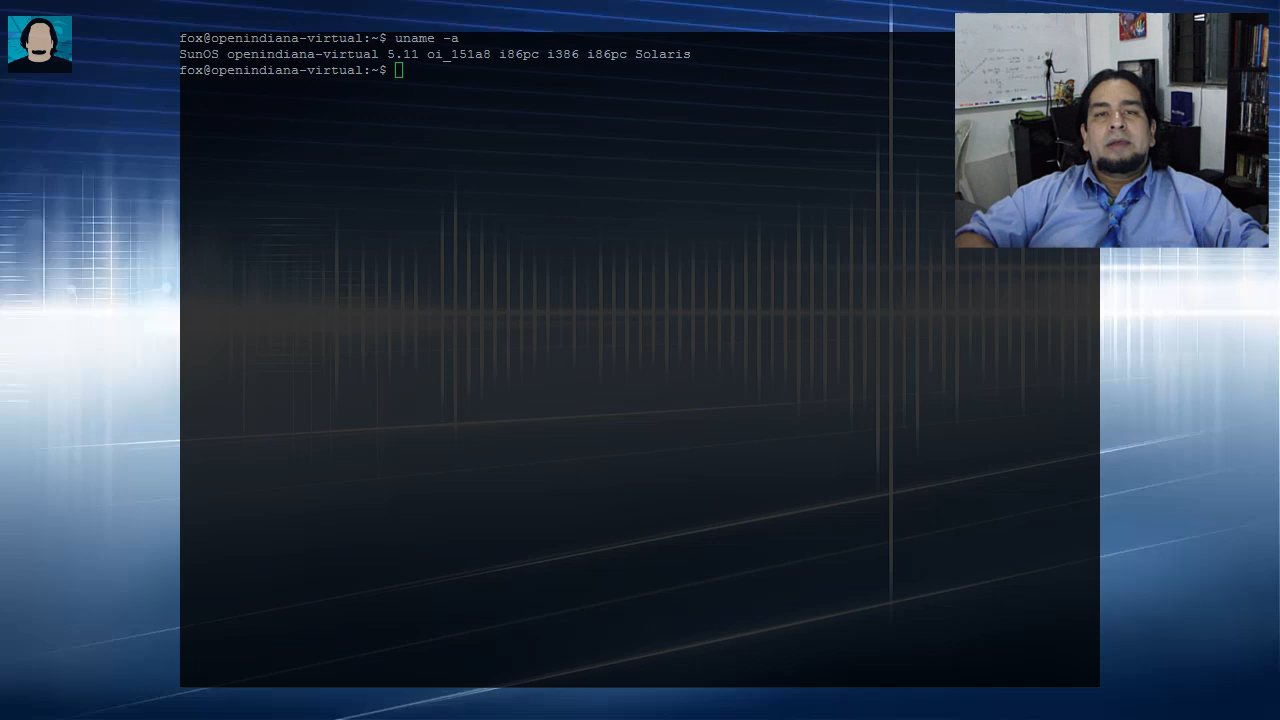 fox@openindiana-virtual:~$ uname -a
SunOS openindiana-virtual 5.11 oi_151a8 i86pc i386 i86pc Solaris
fox@openindiana-virtual:~$